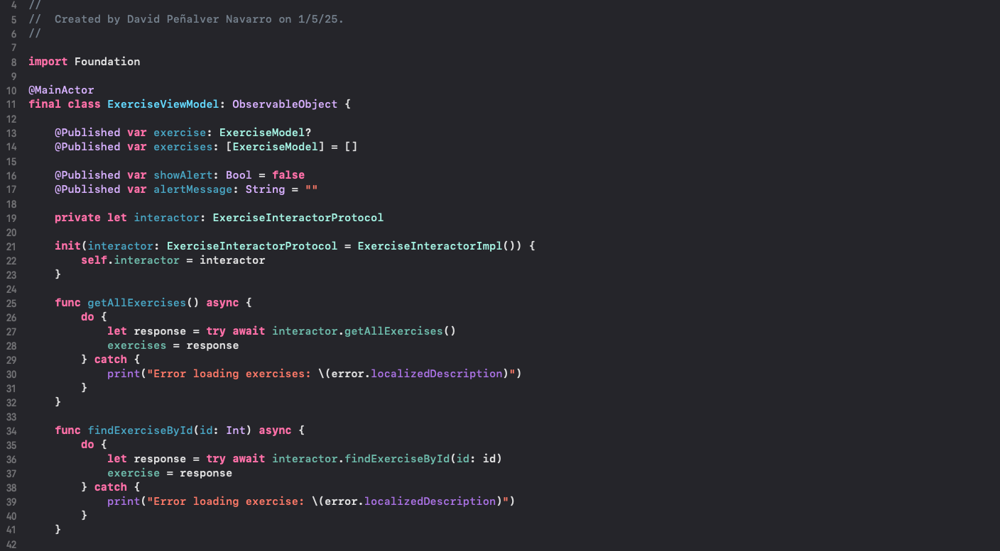 4 //
5 //  Created by David Peñalver Navarro on 1/5/25.
6 //
7
8 import Foundation
9
10 @MainActor
11 final class ExerciseViewModel: ObservableObject {
12
13     @Published var exercise: ExerciseModel?
14     @Published var exercises: [ExerciseModel] = []
15
16     @Published var showAlert: Bool = false
17     @Published var alertMessage: String = ""
18
19     private let interactor: ExerciseInteractorProtocol
20
21     init(interactor: ExerciseInteractorProtocol = ExerciseInteractorImpl()) {
22         self.interactor = interactor
23     }
24
25     func getAllExercises() async {
26         do {
27             let response = try await interactor.getAllExercises()
28             exercises = response
29         } catch {
30             print("Error loading exercises: \(error.localizedDescription)")
31         }
32     }
33
34     func findExerciseById(id: Int) async {
35         do {
36             let response = try await interactor.findExerciseById(id: id)
37             exercise = response
38         } catch {
39             print("Error loading exercise: \(error.localizedDescription)")
40         }
41     }
42